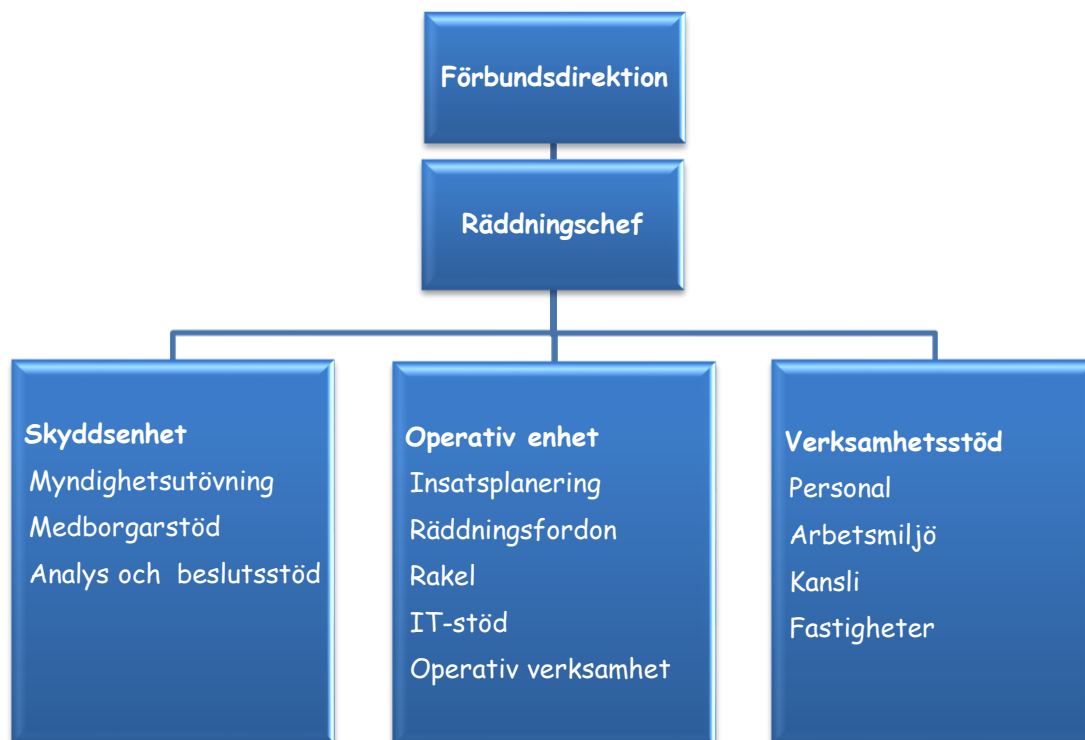 Förbundsdirektion
Räddningschef
Skyddsenhet
Myndighetsutövning
Medborgarstöd
Analys och beslutsstöd
Operativ enhet
Insatsplanering
Räddningsfordon
Rakel
IT-stöd
Operativ verksamhet
Verksamhetsstöd
Personal
Arbetsmiljö
Kansli
Fastigheter